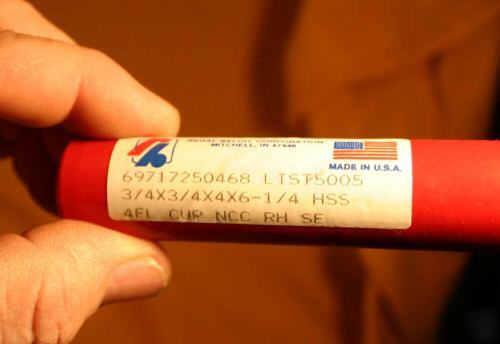 REGAL BELOIT CORPORATION
MITCHELL, IN 47446
MADE IN U.S.A.
69717250468 LIST5005
3/4X3/4X4X6-1/4 HSS
4FL CUP NCC RH SE